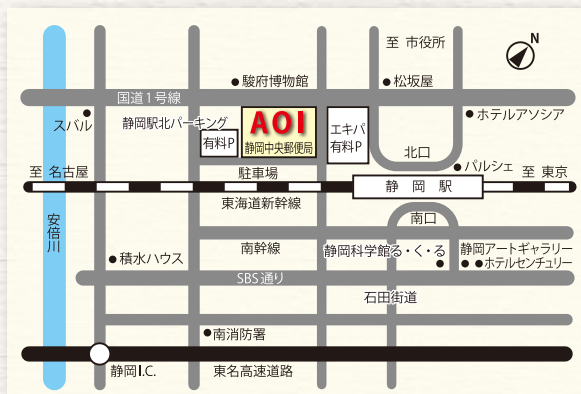 至 市役所
N
駿府博物館
松坂屋
国道1号線
スバル
静岡駅北パーキング
有料P
AOI
静岡中央郵便局
エキパ
有料P
ホテルアソシア
北口
パルシェ
至 名古屋
駐車場
静岡駅
至 東京
東海道新幹線
安倍川
南口
南幹線
静岡科学館る・く・る
静岡アートギャラリー
ホテルセンチュリー
積水ハウス
SBS通り
石田街道
南消防署
静岡I.C.
東名高速道路